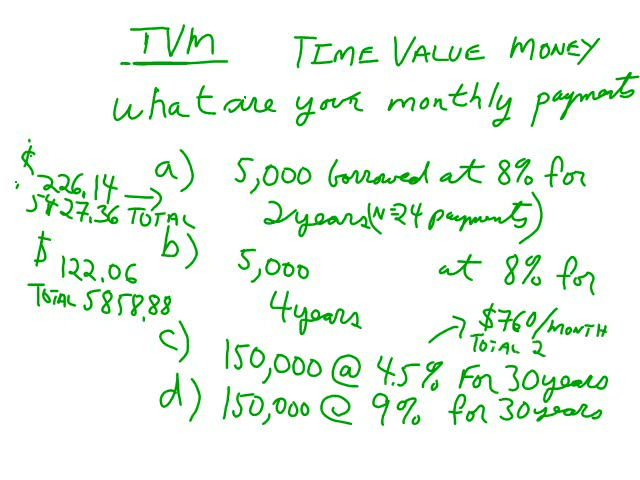 TVM TIME VALUE MONEY
What are your monthly payments
$
226.14 →
5427.36 TOTAL
a) 5,000 borrowed at 8% for
2 years (N=24 payments)
$
122.06
TOTAL 5858.88
b) 5,000 at 8% for
4 years
→ $760/MONTH
TOTAL 2
c) 150,000 @ 4.5% FOR 30 years
d) 150,000 @ 9% for 30 years